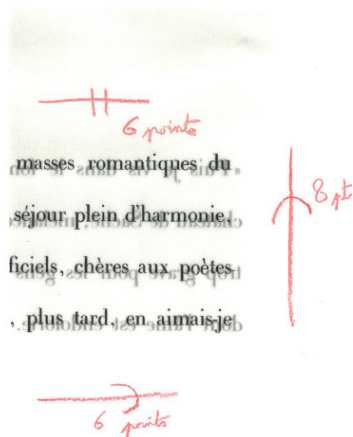 6 points
masses romantiques du
séjour plein d'harmonie.
8 pt
ficiels, chères aux poètes
, plus tard, en aimais-je
6 points